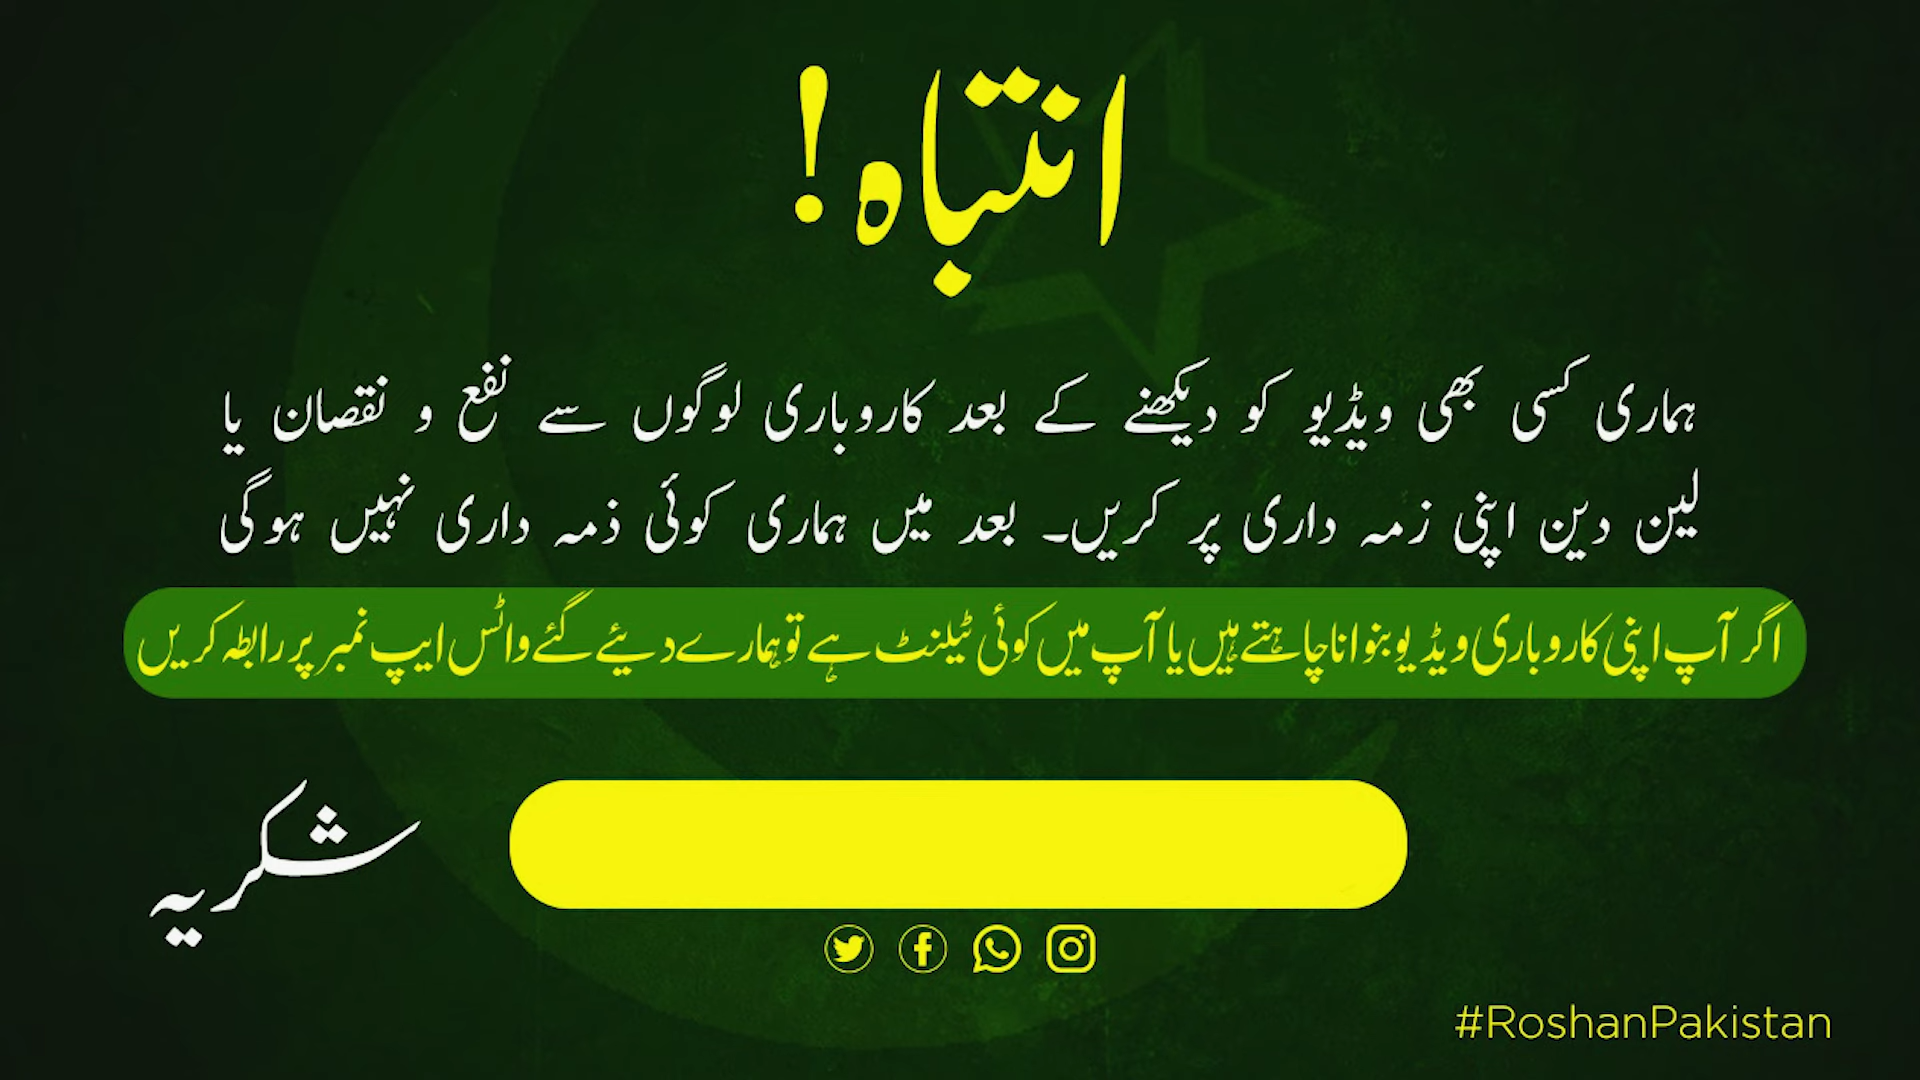 انتباہ!
ہماری کسی بھی ویڈیو کو دیکھنے کے بعد کاروباری لوگوں سے نفع و نقصان یا
لین دین اپنی زمہ داری پر کریں۔ بعد میں ہماری کوئی ذمہ داری نہیں ہوگی
اگر آپ اپنی کاروباری ویڈیو بنوانا چاہتے ہیں یا آپ میں کوئی ٹیلنٹ ہے تو ہمارے دیئے گئے واٹس ایپ نمبر پر رابطہ کریں
شکریہ
#RoshanPakistan